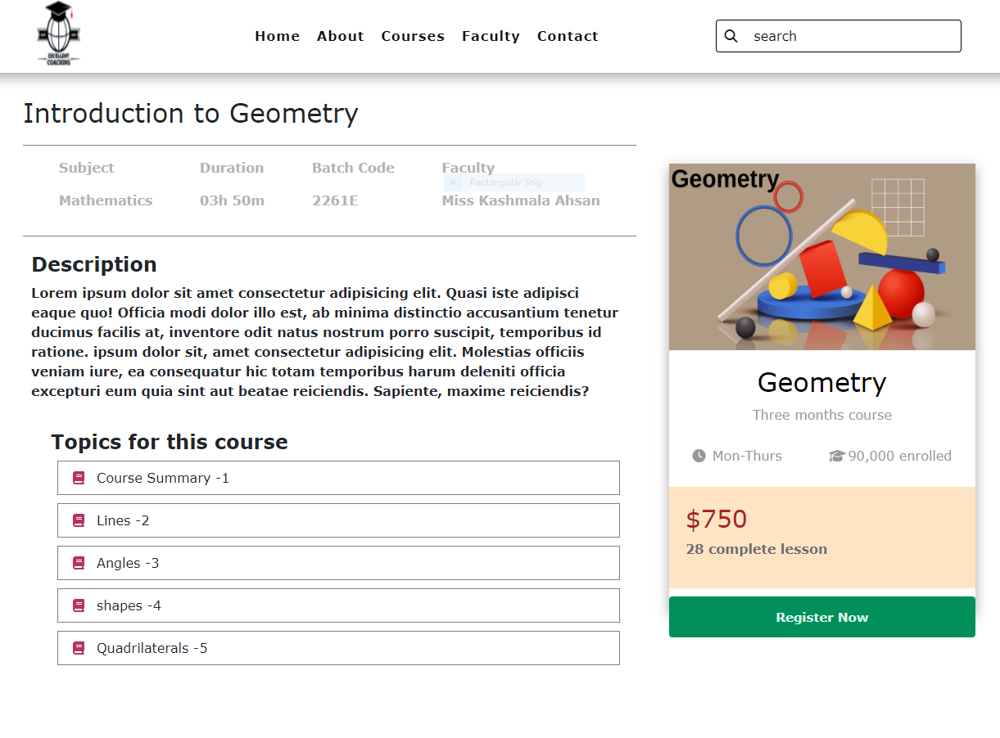 EXCELLENT
COACHING
Home About Courses Faculty Contact
search
Introduction to Geometry
Subject Duration Batch Code Faculty
Rectangular Snip
Mathematics 03h 50m 2261E Miss Kashmala Ahsan
Description
Lorem ipsum dolor sit amet consectetur adipisicing elit. Quasi iste adipisci
eaque quo! Officia modi dolor illo est, ab minima distinctio accusantium tenetur
ducimus facilis at, inventore odit natus nostrum porro suscipit, temporibus id
ratione. ipsum dolor sit, amet consectetur adipisicing elit. Molestias officiis
veniam iure, ea consequatur hic totam temporibus harum deleniti officia
excepturi eum quia sint aut beatae reiciendis. Sapiente, maxime reiciendis?
Topics for this course
Course Summary -1
Lines -2
Angles -3
shapes -4
Quadrilaterals -5
Geometry
Geometry
Three months course
Mon-Thurs 90,000 enrolled
$750
28 complete lesson
Register Now